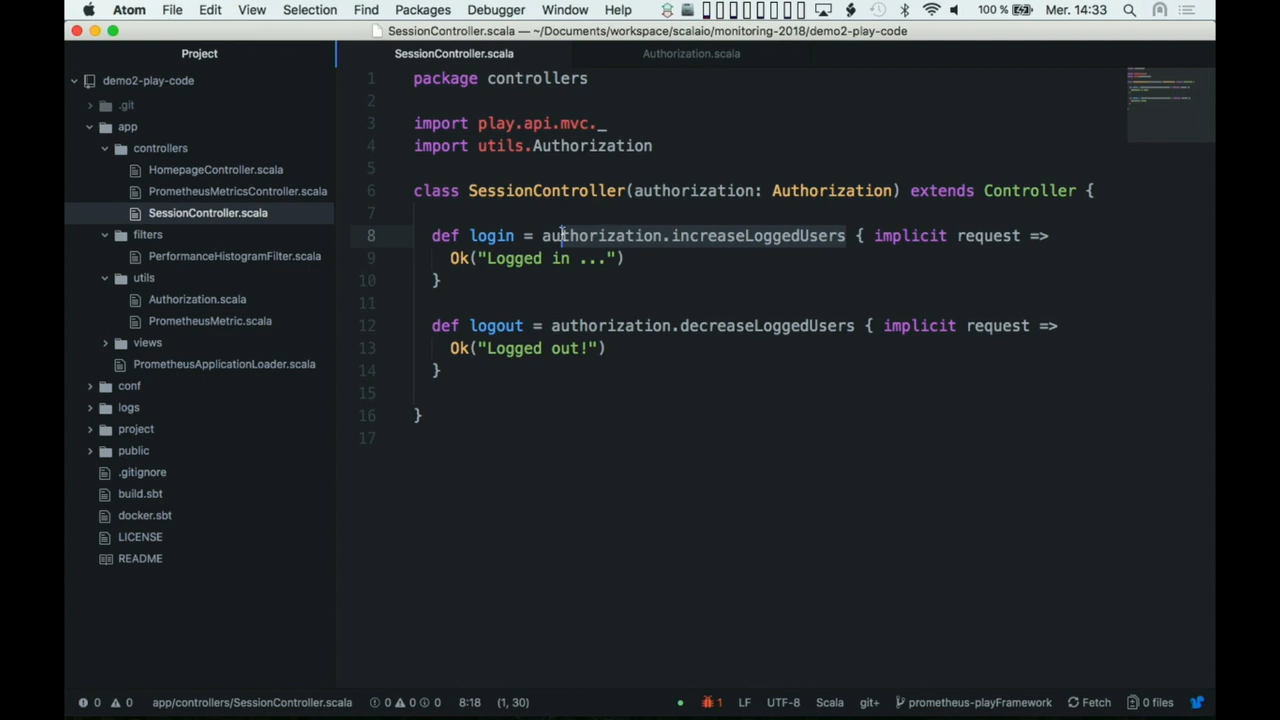 Atom File Edit View Selection Find Packages Debugger Window Help 100 % Mer. 14:33
SessionController.scala — ~/Documents/workspace/scalaio/monitoring-2018/demo2-play-code
Project
SessionController.scala
Authorization.scala
demo2-play-code
.git
app
controllers
HomepageController.scala
PrometheusMetricsController.scala
SessionController.scala
filters
PerformanceHistogramFilter.scala
utils
Authorization.scala
PrometheusMetric.scala
views
PrometheusApplicationLoader.scala
conf
logs
project
public
.gitignore
build.sbt
docker.sbt
LICENSE
README
1 package controllers
2
3 import play.api.mvc._
4 import utils.Authorization
5
6 class SessionController(authorization: Authorization) extends Controller {
7
8 def login = authorization.increaseLoggedUsers { implicit request =>
9 Ok("Logged in ...")
10 }
11
12 def logout = authorization.decreaseLoggedUsers { implicit request =>
13 Ok("Logged out!")
14 }
15
16 }
17
0 0 app/controllers/SessionController.scala 0 0 0 8:18 (1, 30) 1 LF UTF-8 Scala git+ prometheus-playFramework Fetch 0 files